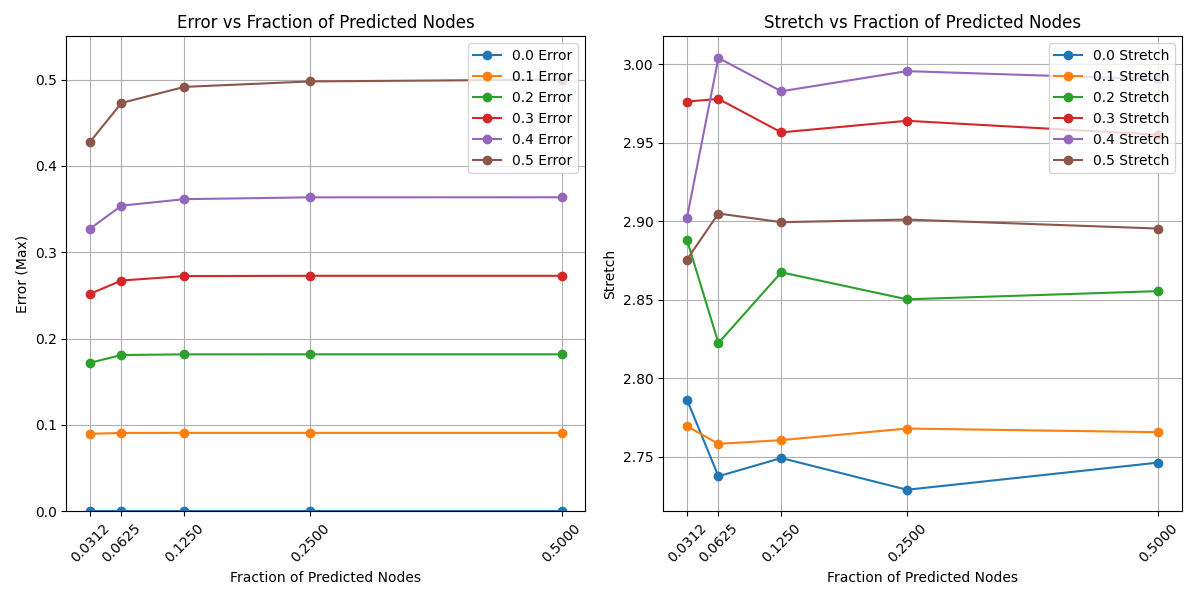 Error vs Fraction of Predicted Nodes
Error (Max)
0.5
0.4
0.3
0.2
0.1
0.0
0.0 Error
0.1 Error
0.2 Error
0.3 Error
0.4 Error
0.5 Error
0.0312
0.0625
0.1250
0.2500
0.5000
Fraction of Predicted Nodes
Stretch vs Fraction of Predicted Nodes
Stretch
3.00
2.95
2.90
2.85
2.80
2.75
0.0 Stretch
0.1 Stretch
0.2 Stretch
0.3 Stretch
0.4 Stretch
0.5 Stretch
0.0312
0.0625
0.1250
0.2500
0.5000
Fraction of Predicted Nodes